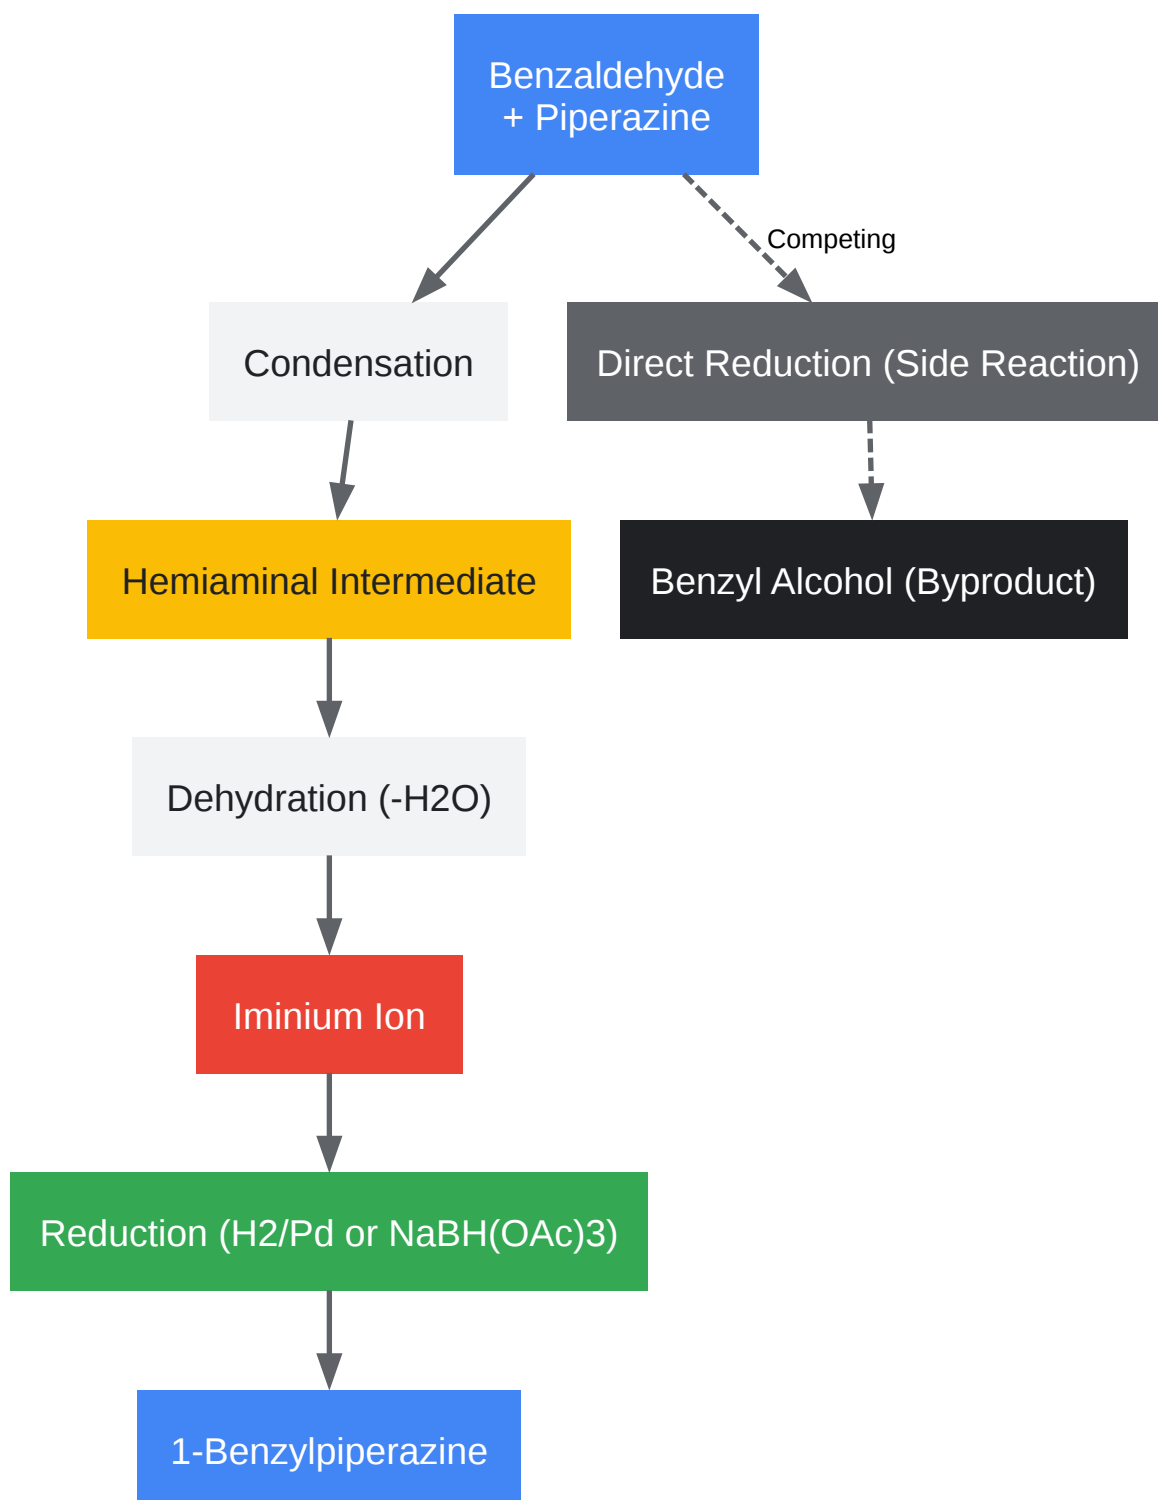 Benzaldehyde
+ Piperazine
Competing
Condensation
Direct Reduction (Side Reaction)
Hemiaminal Intermediate
Benzyl Alcohol (Byproduct)
Dehydration (-H2O)
Iminium Ion
Reduction (H2/Pd or NaBH(OAc)3)
1-Benzylpiperazine